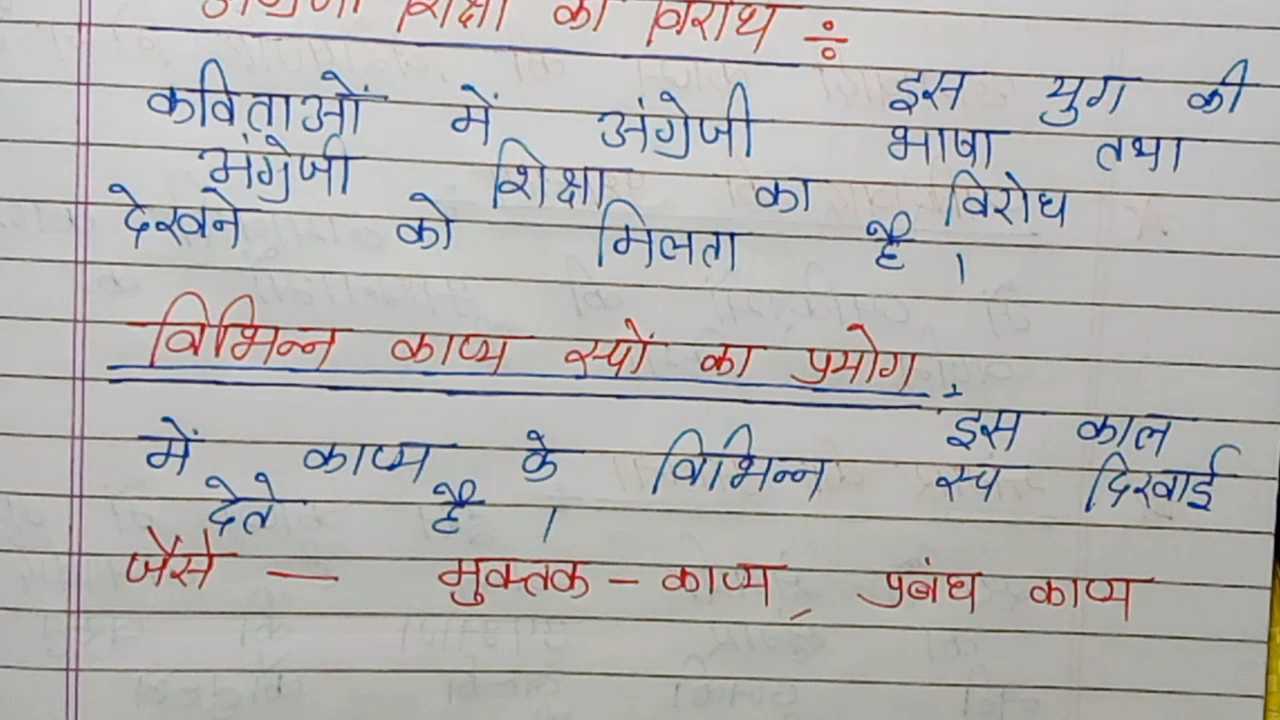 अंग्रेजी शिक्षा का विरोध ÷
इस युग की
कविताओं में अंग्रेजी भाषा तथा
अंग्रेजी शिक्षा का विरोध
देखने को मिलता है ।
विभिन्न काव्य रूपों का प्रयोग :
इस काल
में काव्य के विभिन्न रूप दिखाई
देते है ।
जैसे — मुक्तक - काव्य, प्रबंध काव्य